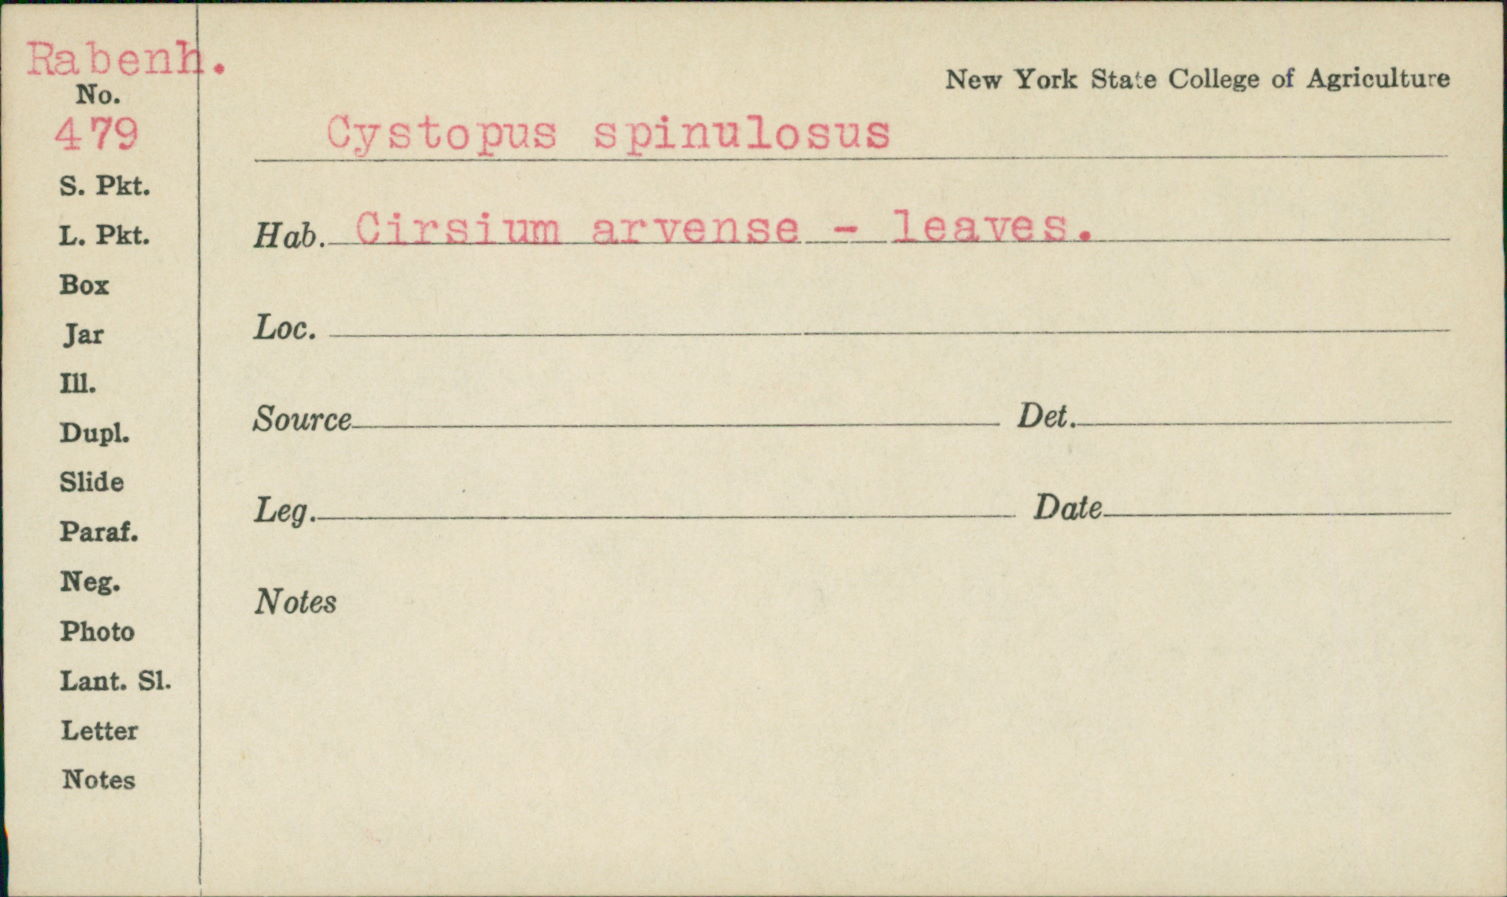 Rabenh.
No.
479
S. Pkt.
L. Pkt.
Box
Jar
Ill.
Dupl.
Slide
Paraf.
Neg.
Photo
Lant. Sl.
Letter
Notes
New York State College of Agriculture
Cystopus spinulosus
Hab. Cirsium arvense - leaves.
Loc.
Source Det.
Leg. Date
Notes